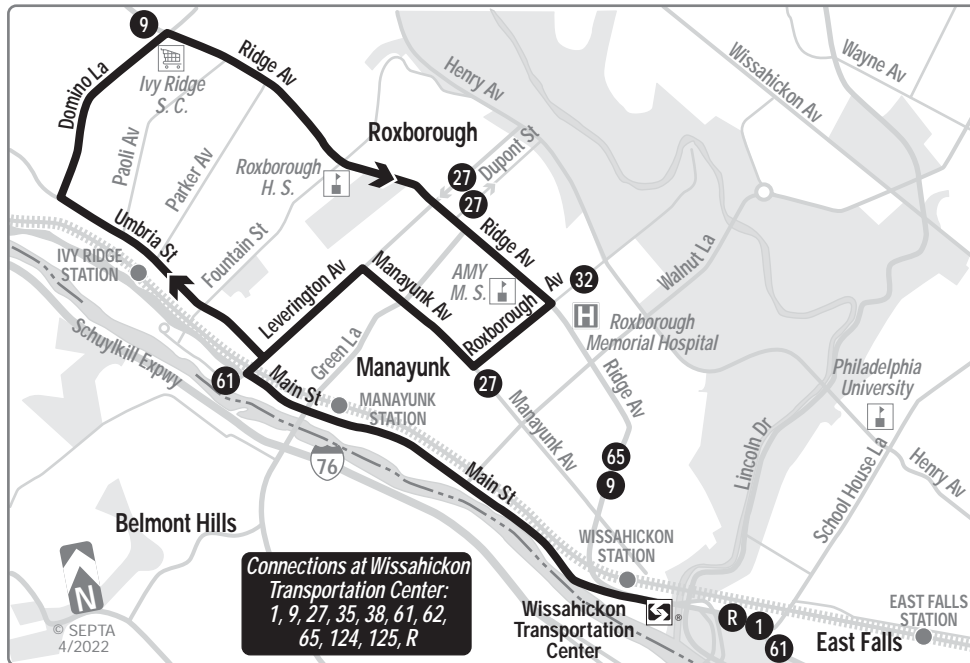 9
Ivy Ridge
S. C.
Domino La
Ridge Av
Henry Av
Wissahickon Av
Wayne Av
Roxborough
Paoli Av
Parker Av
Roxborough
H. S.
Dupont St
27
27
Umbria St
IVY RIDGE
STATION
Fountain St
Leverington Av
Manayunk Av
Ridge Av
AMY
M. S.
Roxborough Av
32
H
Roxborough
Memorial Hospital
Walnut La
Schuylkill Expwy
Green La
Manayunk
61
Main St
MANAYUNK
STATION
27
Manayunk Av
Ridge Av
Philadelphia
University
76
Main St
65
9
Lincoln Dr
School House La
Henry Av
Belmont Hills
WISSAHICKON
STATION
N
© SEPTA
4/2022
Connections at Wissahickon
Transportation Center:
1, 9, 27, 35, 38, 61, 62,
65, 124, 125, R
Wissahickon
Transportation
Center
®
R
1
61
East Falls
EAST FALLS
STATION